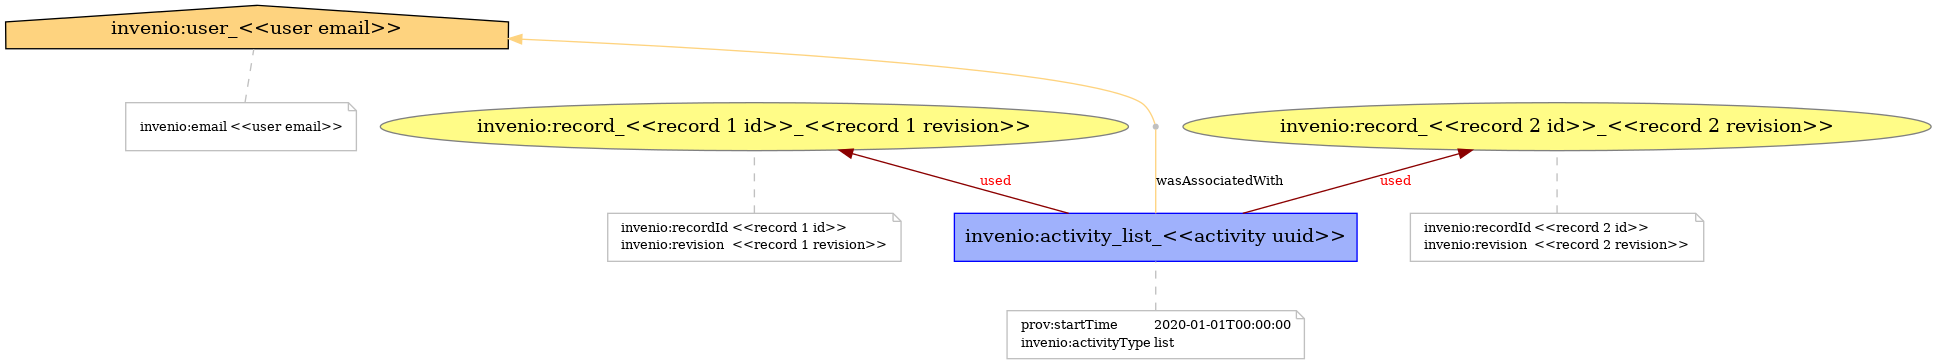 invenio:user_<<user email>>
invenio:email <<user email>>
invenio:record_<<record 1 id>>_<<record 1 revision>>
invenio:record_<<record 2 id>>_<<record 2 revision>>
used
wasAssociatedWith
used
invenio:recordId <<record 1 id>>
invenio:revision <<record 1 revision>>
invenio:activity_list_<<activity uuid>>
invenio:recordId <<record 2 id>>
invenio:revision <<record 2 revision>>
prov:startTime 2020-01-01T00:00:00
invenio:activityType list